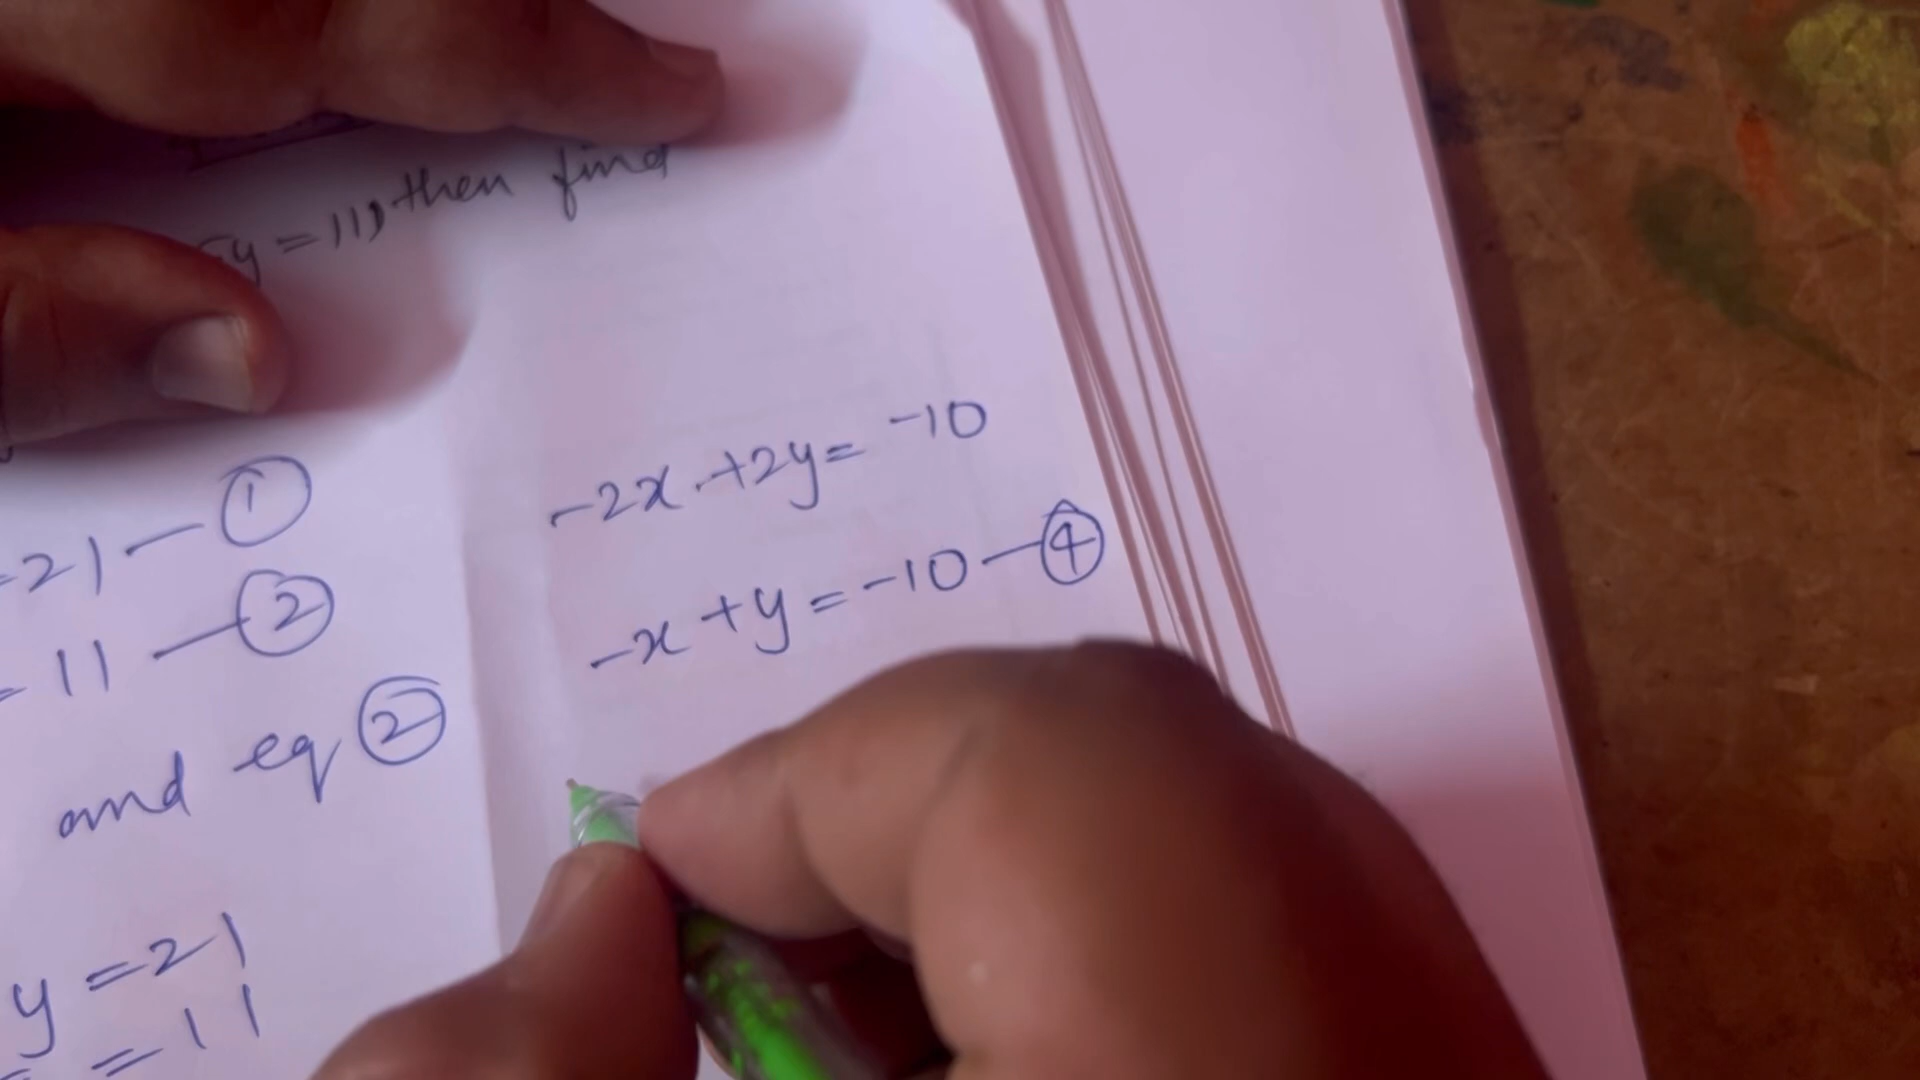 y = 11, then find
= 21 — ①
= 11 — ②
and eq ②
y = 21
= 11
-2x + 2y = -10
-x + y = -10 — ④